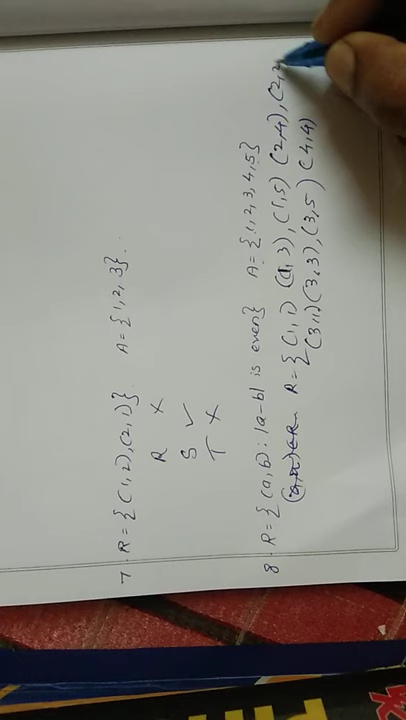 7. R = {(1,2),(2,1)}. A = {1,2,3}.
R ×
S ✓
T ×
8. R = {(a,b): |a-b| is even} A = {1,2,3,4,5}
R = {(1,1) (1,3),(1,5) (2,4),(2,2
(3,1)(3,3),(3,5) (4,4)